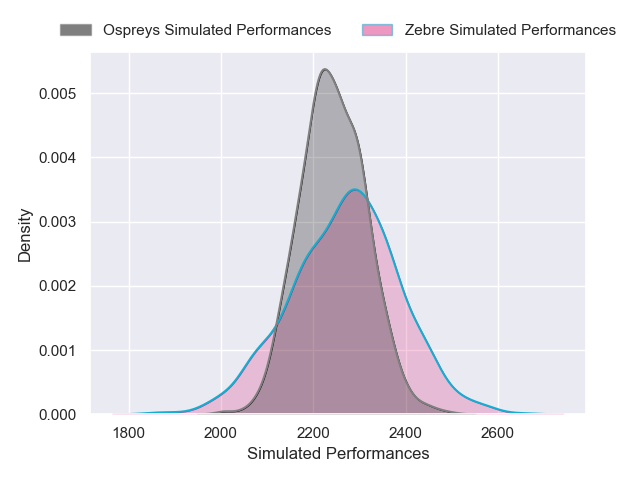 Ospreys Simulated Performances Zebre Simulated Performances
0.005
0.004
0.003
0.002
0.001
0.000
Density
1800 2000 2200 2400 2600
Simulated Performances